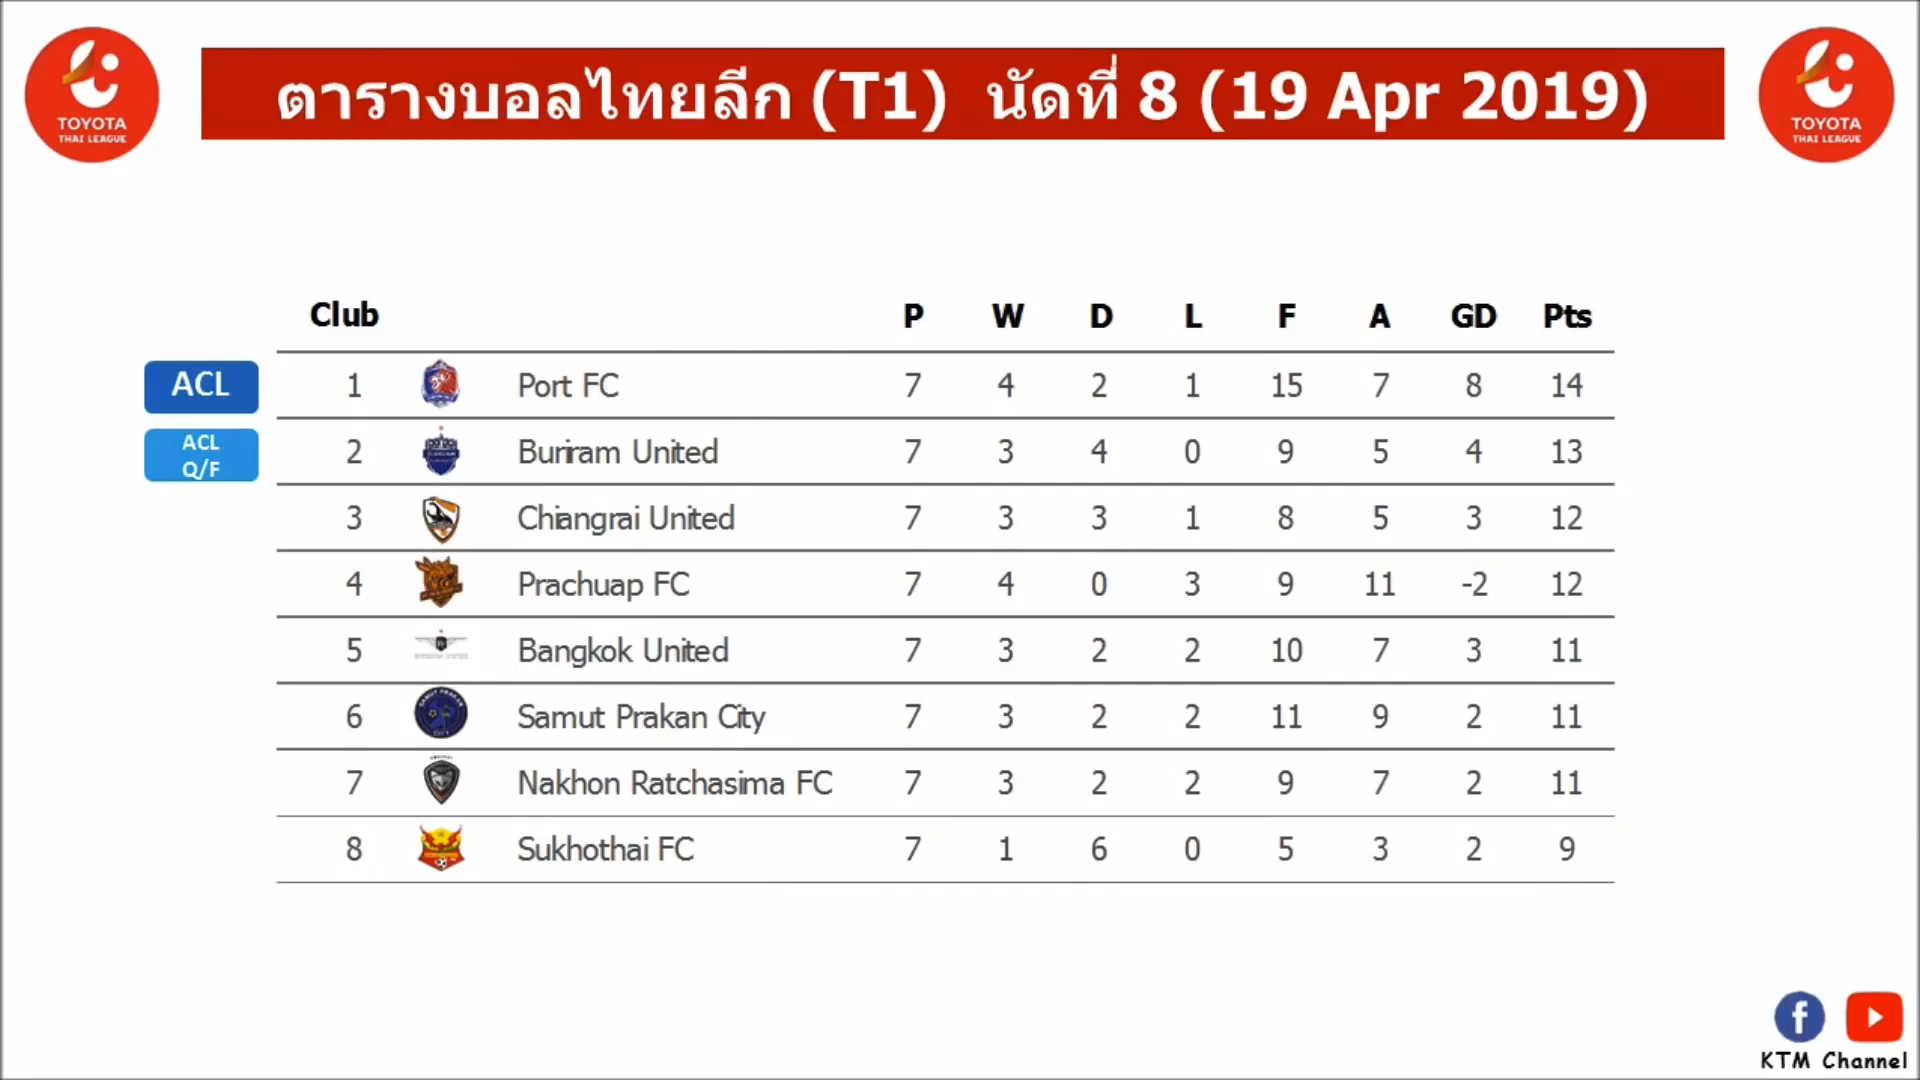 TOYOTA
THAI LEAGUE
ตารางบอลไทยลีก (T1) นัดที่ 8 (19 Apr 2019)
TOYOTA
THAI LEAGUE
Club P W D L F A GD Pts
ACL 1 Port FC 7 4 2 1 15 7 8 14
ACL
Q/F
2 Buriram United 7 3 4 0 9 5 4 13
3 Chiangrai United 7 3 3 1 8 5 3 12
4 Prachuap FC 7 4 0 3 9 11 -2 12
5 Bangkok United 7 3 2 2 10 7 3 11
6 Samut Prakan City 7 3 2 2 11 9 2 11
7 Nakhon Ratchasima FC 7 3 2 2 9 7 2 11
8 Sukhothai FC 7 1 6 0 5 3 2 9
KTM Channel